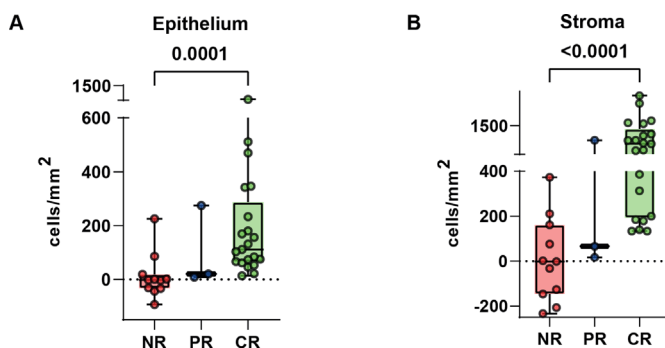 A
Epithelium
0.0001
1500
600
400
200
0
cells/mm²
NR PR CR
B
Stroma
<0.0001
1500
400
200
0
-200
cells/mm²
NR PR CR